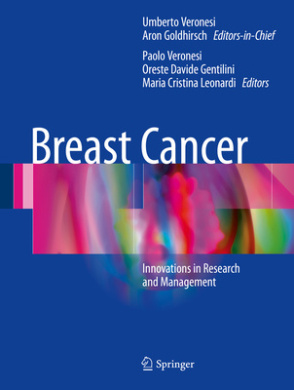 Umberto Veronesi
Aron Goldhirsch Editors-in-Chief
Paolo Veronesi
Oreste Davide Gentilini
Maria Cristina Leonardi Editors
Breast Cancer
Innovations in Research
and Management
Springer